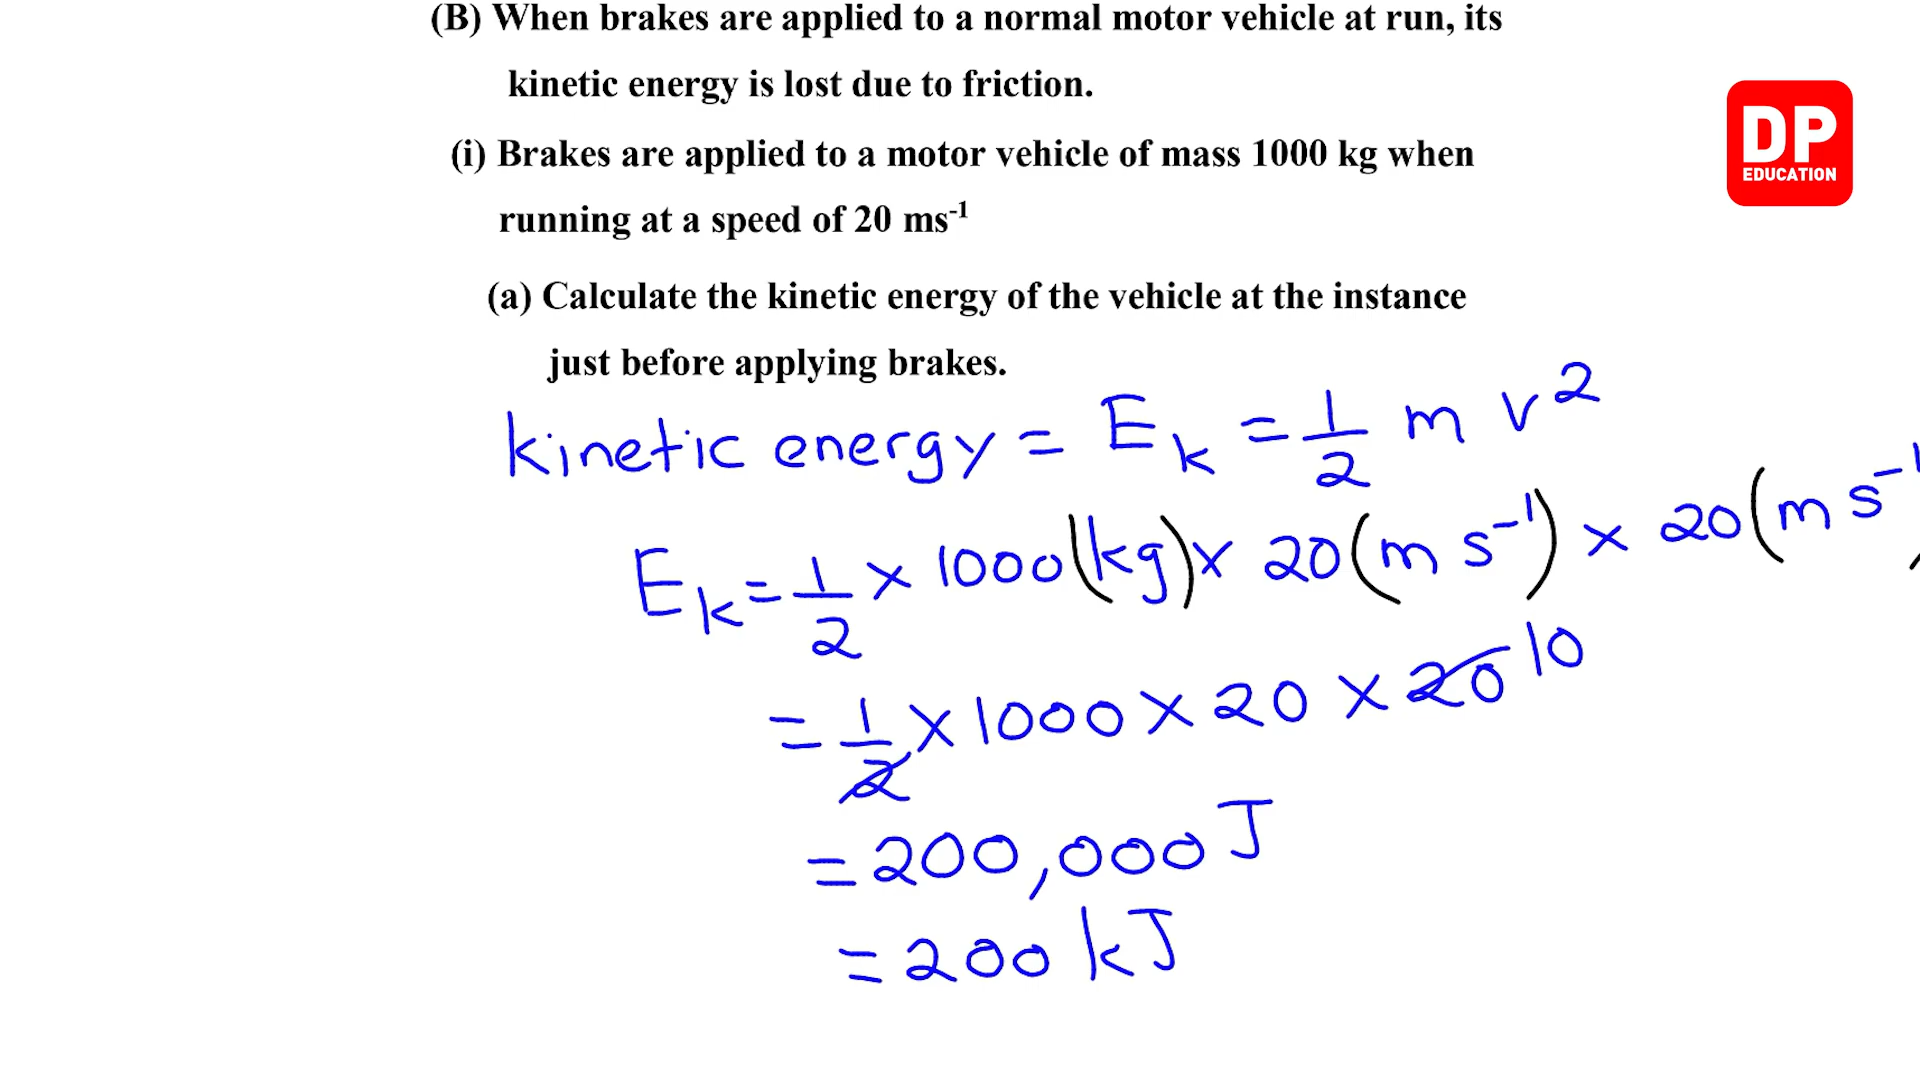 (B) When brakes are applied to a normal motor vehicle at run, its
kinetic energy is lost due to friction.
DP
EDUCATION
(i) Brakes are applied to a motor vehicle of mass 1000 kg when
running at a speed of 20 ms⁻¹
(a) Calculate the kinetic energy of the vehicle at the instance
just before applying brakes.
kinetic energy = E_k = 1/2 m v²
E_k = 1/2 × 1000 (kg) × 20 (m s⁻¹) × 20 (m s⁻¹
= 1/2 × 1000 × 20 × 20 10
= 200,000 J
= 200 kJ